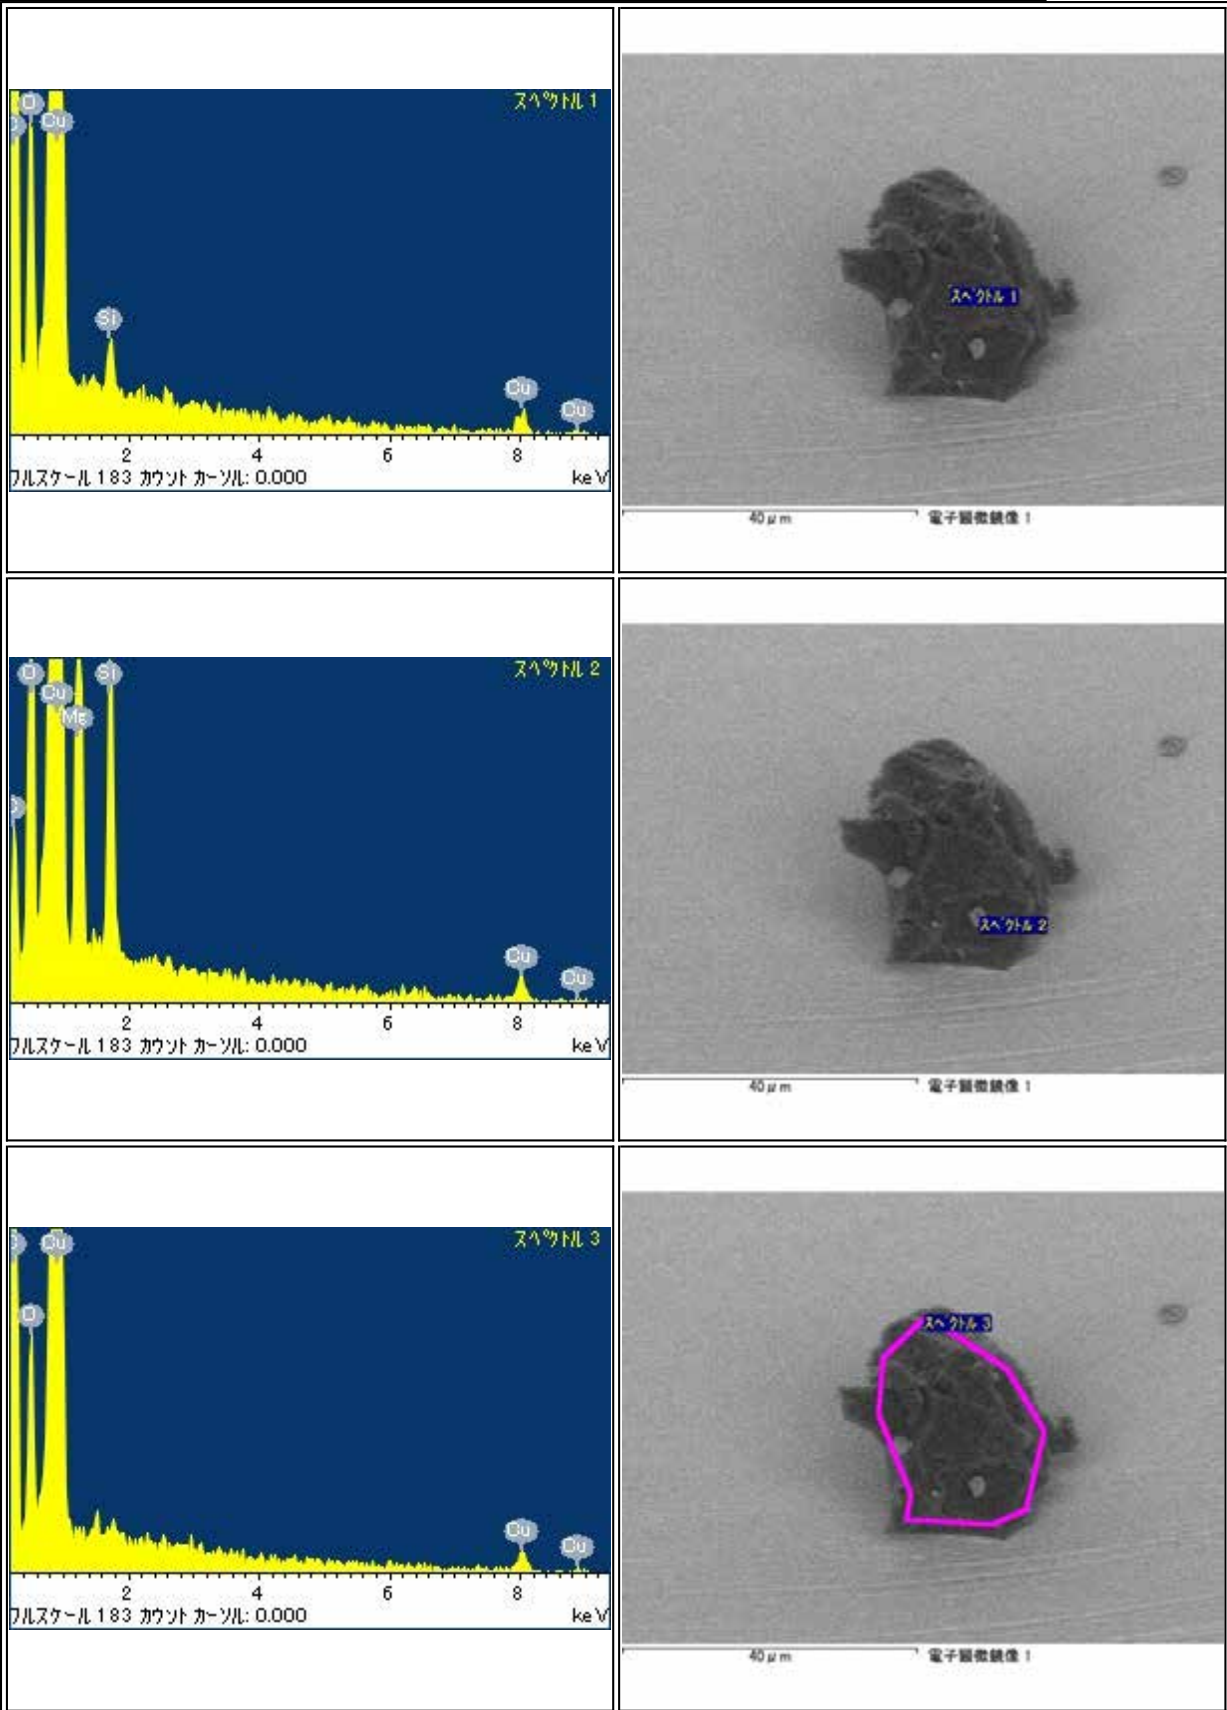 スペクトル 1
O
C Cu
Si
Cu
Cu
2 4 6 8
フルスケール 183 カウント カーソル: 0.000 keV
スペクトル 1
40μm 電子顕微鏡像 1
スペクトル 2
O Si
Cu
Mg
C
Cu
Cu
2 4 6 8
フルスケール 183 カウント カーソル: 0.000 keV
スペクトル 2
40μm 電子顕微鏡像 1
スペクトル 3
C Cu
O
Cu
Cu
2 4 6 8
フルスケール 183 カウント カーソル: 0.000 keV
スペクトル 3
40μm 電子顕微鏡像 1